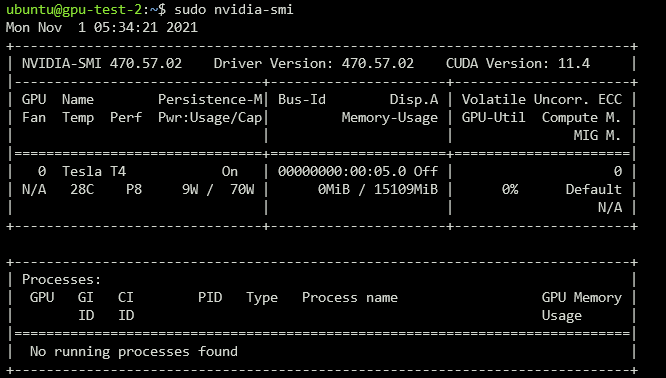 ubuntu@gpu-test-2:~$ sudo nvidia-smi
Mon Nov  1 05:34:21 2021
+-----------------------------------------------------------------------------+
| NVIDIA-SMI 470.57.02    Driver Version: 470.57.02    CUDA Version: 11.4     |
|-------------------------------+----------------------+----------------------+
| GPU  Name        Persistence-M| Bus-Id        Disp.A | Volatile Uncorr. ECC |
| Fan  Temp  Perf  Pwr:Usage/Cap|         Memory-Usage | GPU-Util  Compute M. |
|                               |                      |               MIG M. |
|===============================+======================+======================|
|   0  Tesla T4            On   | 00000000:00:05.0 Off |                    0 |
| N/A   28C    P8     9W /  70W |      0MiB / 15109MiB |      0%      Default |
|                               |                      |                  N/A |
+-------------------------------+----------------------+----------------------+

+-----------------------------------------------------------------------------+
| Processes:                                                                  |
|  GPU   GI   CI        PID   Type   Process name                  GPU Memory |
|        ID   ID                                                   Usage      |
|=============================================================================|
|  No running processes found                                                 |
+-----------------------------------------------------------------------------+